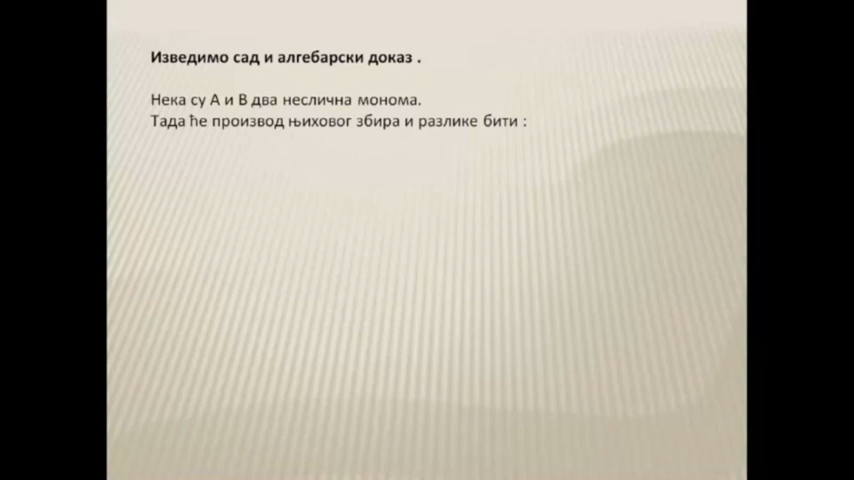 Изведимо сад и алгебарски доказ .
Нека су А и В два неслична монома.
Тада ће производ њиховог збира и разлике бити :